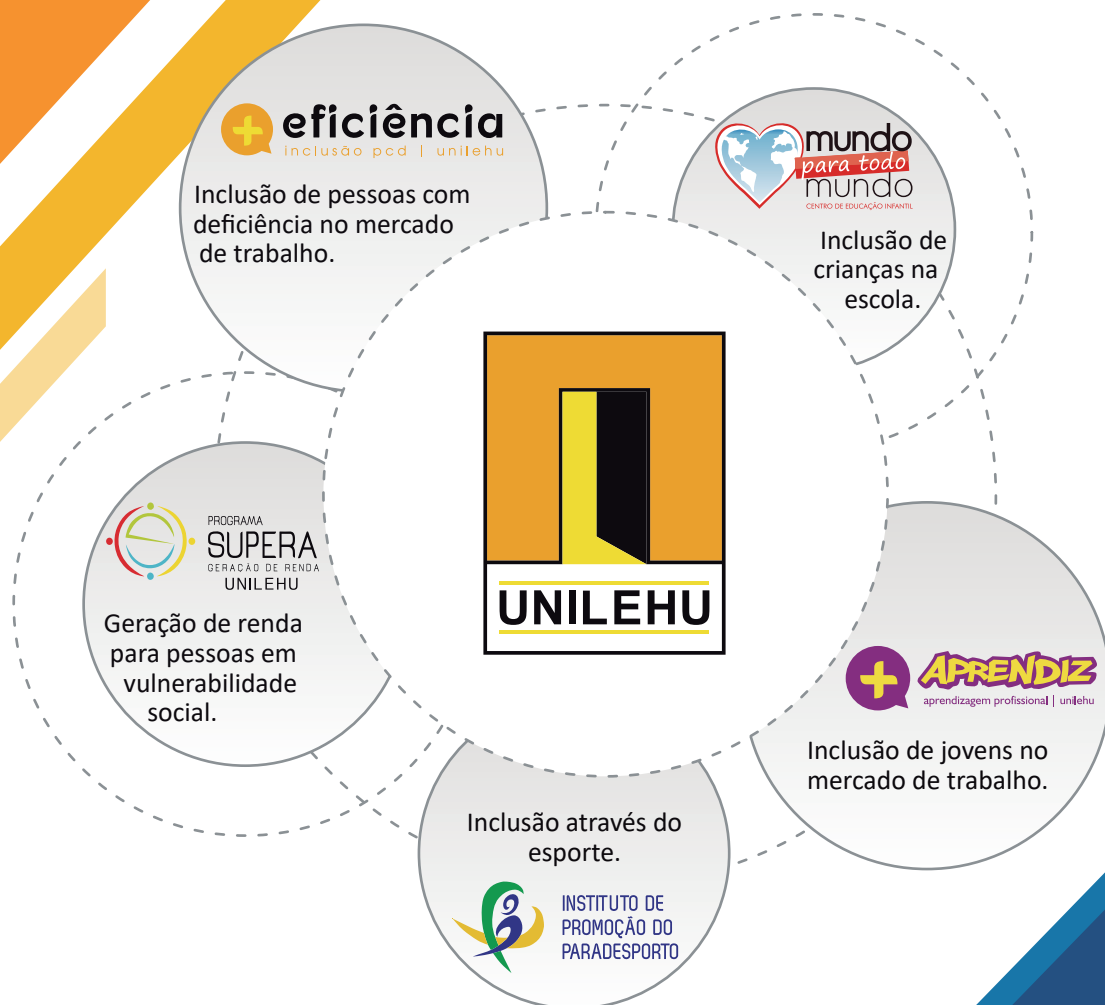 + eficiência
inclusão pcd | unilehu
Inclusão de pessoas com
deficiência no mercado
de trabalho.
mundo
para todo
mundo
CENTRO DE EDUCAÇÃO INFANTIL
Inclusão de
crianças na
escola.
UNILEHU
PROGRAMA
SUPERA
GERAÇÃO DE RENDA
UNILEHU
Geração de renda
para pessoas em
vulnerabilidade
social.
+ APRENDIZ
aprendizagem profissional | unilehu
Inclusão de jovens no
mercado de trabalho.
Inclusão através do
esporte.
INSTITUTO DE
PROMOÇÃO DO
PARADESPORTO